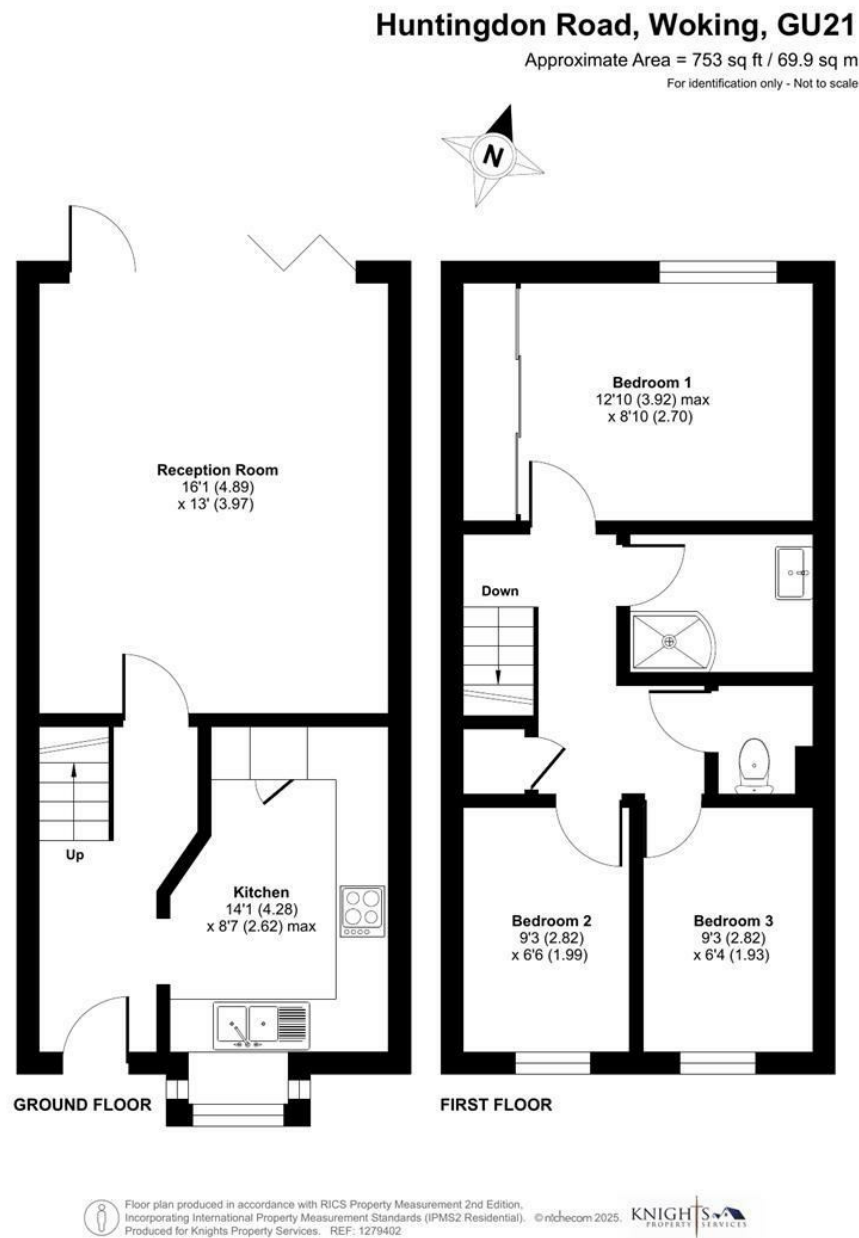 Huntingdon Road, Woking, GU21
Approximate Area = 753 sq ft / 69.9 sq m
For identification only - Not to scale
N
Reception Room
16'1 (4.89)
x 13' (3.97)
Up
Kitchen
14'1 (4.28)
x 8'7 (2.62) max
GROUND FLOOR
Bedroom 1
12'10 (3.92) max
x 8'10 (2.70)
Down
Bedroom 2
9'3 (2.82)
x 6'6 (1.99)
Bedroom 3
9'3 (2.82)
x 6'4 (1.93)
FIRST FLOOR
Floor plan produced in accordance with RICS Property Measurement 2nd Edition,
Incorporating International Property Measurement Standards (IPMS2 Residential). © nichecom 2025.
Produced for Knights Property Services. REF: 1279402
KNIGHTS
PROPERTY SERVICES